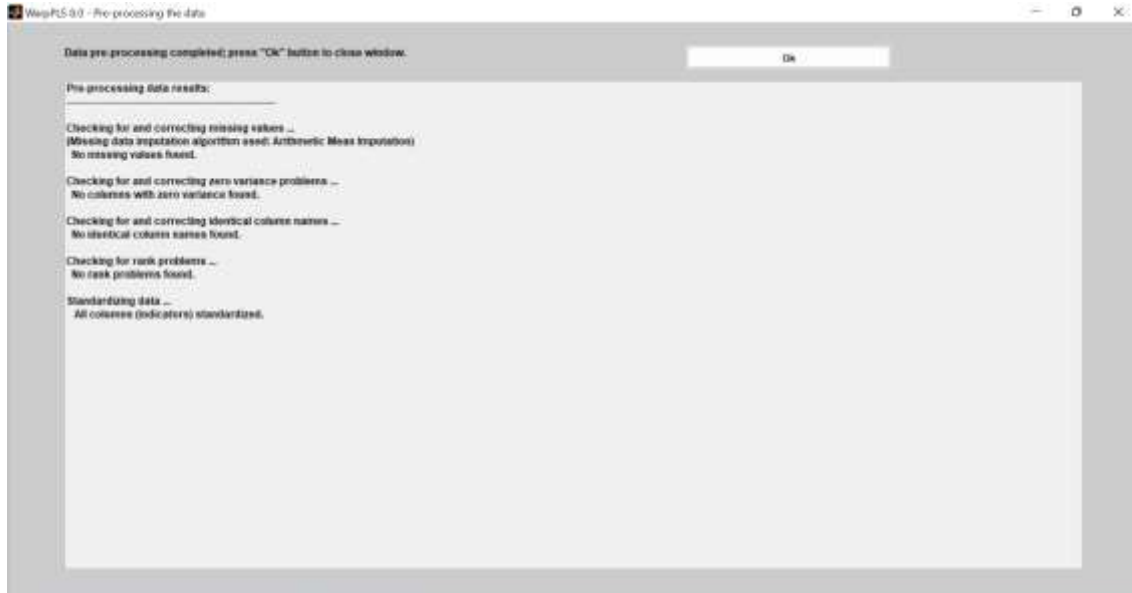 WarpPLS 8.0 - Pre-processing the data
Data pre-processing completed; press "Ok" button to close window.
Ok
Pre-processing data results:
Checking for and correcting missing values ...
(Missing data imputation algorithm used: Arithmetic Mean Imputation)
No missing values found.
Checking for and correcting zero variance problems ...
No columns with zero variance found.
Checking for and correcting identical column names ...
No identical column names found.
Checking for rank problems ...
No rank problems found.
Standardizing data ...
All columns (indicators) standardized.